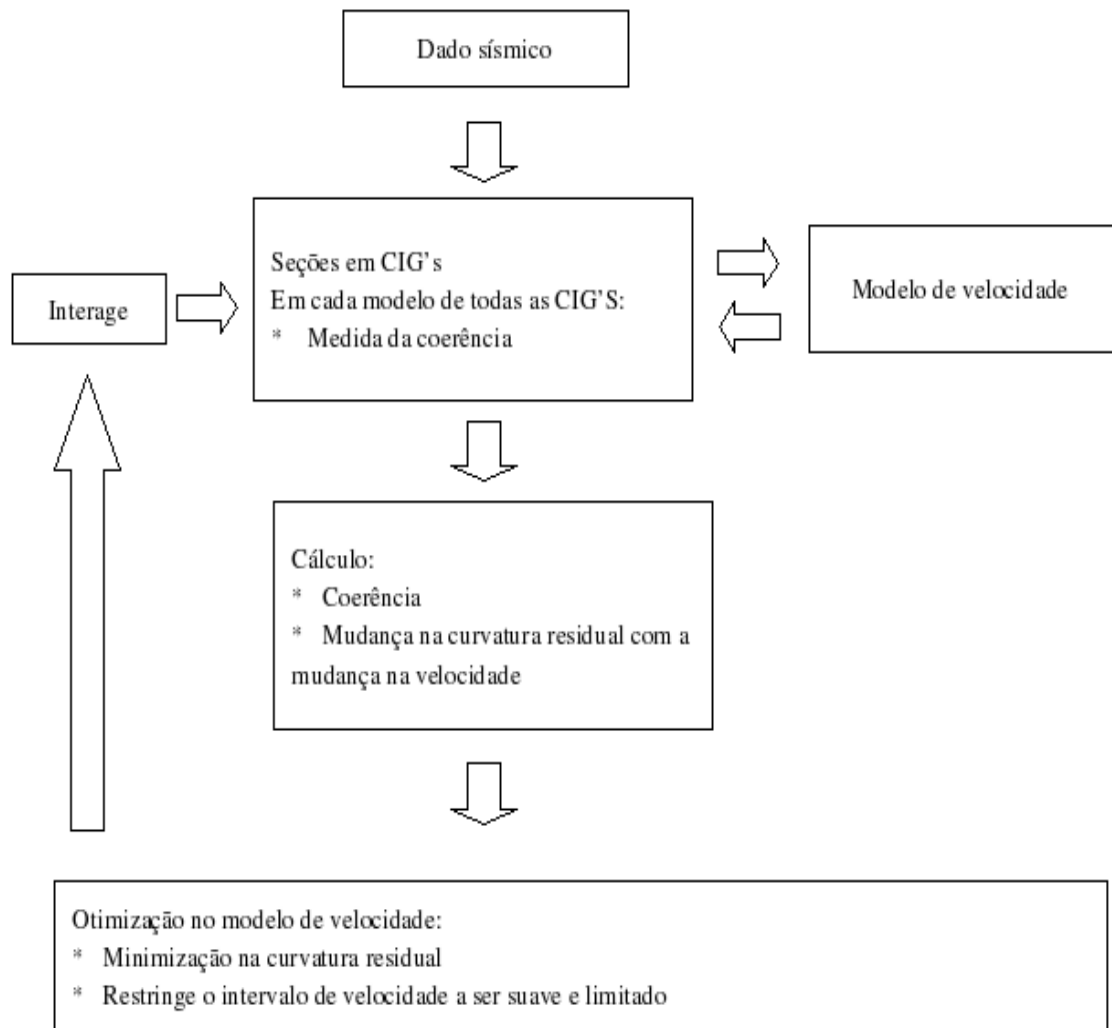 Dado sísmico
Seções em CIG's
Em cada modelo de todas as CIG'S:
* Medida da coerência
Modelo de velocidade
Interage
Cálculo:
* Coerência
* Mudança na curvatura residual com a
mudança na velocidade
Otimização no modelo de velocidade:
* Minimização na curvatura residual
* Restringe o intervalo de velocidade a ser suave e limitado